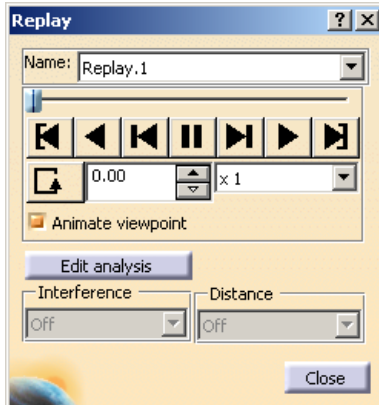 Replay
Name: Replay.1
0.00 x 1
Animate viewpoint
Edit analysis
Interference Distance
Off Off
Close